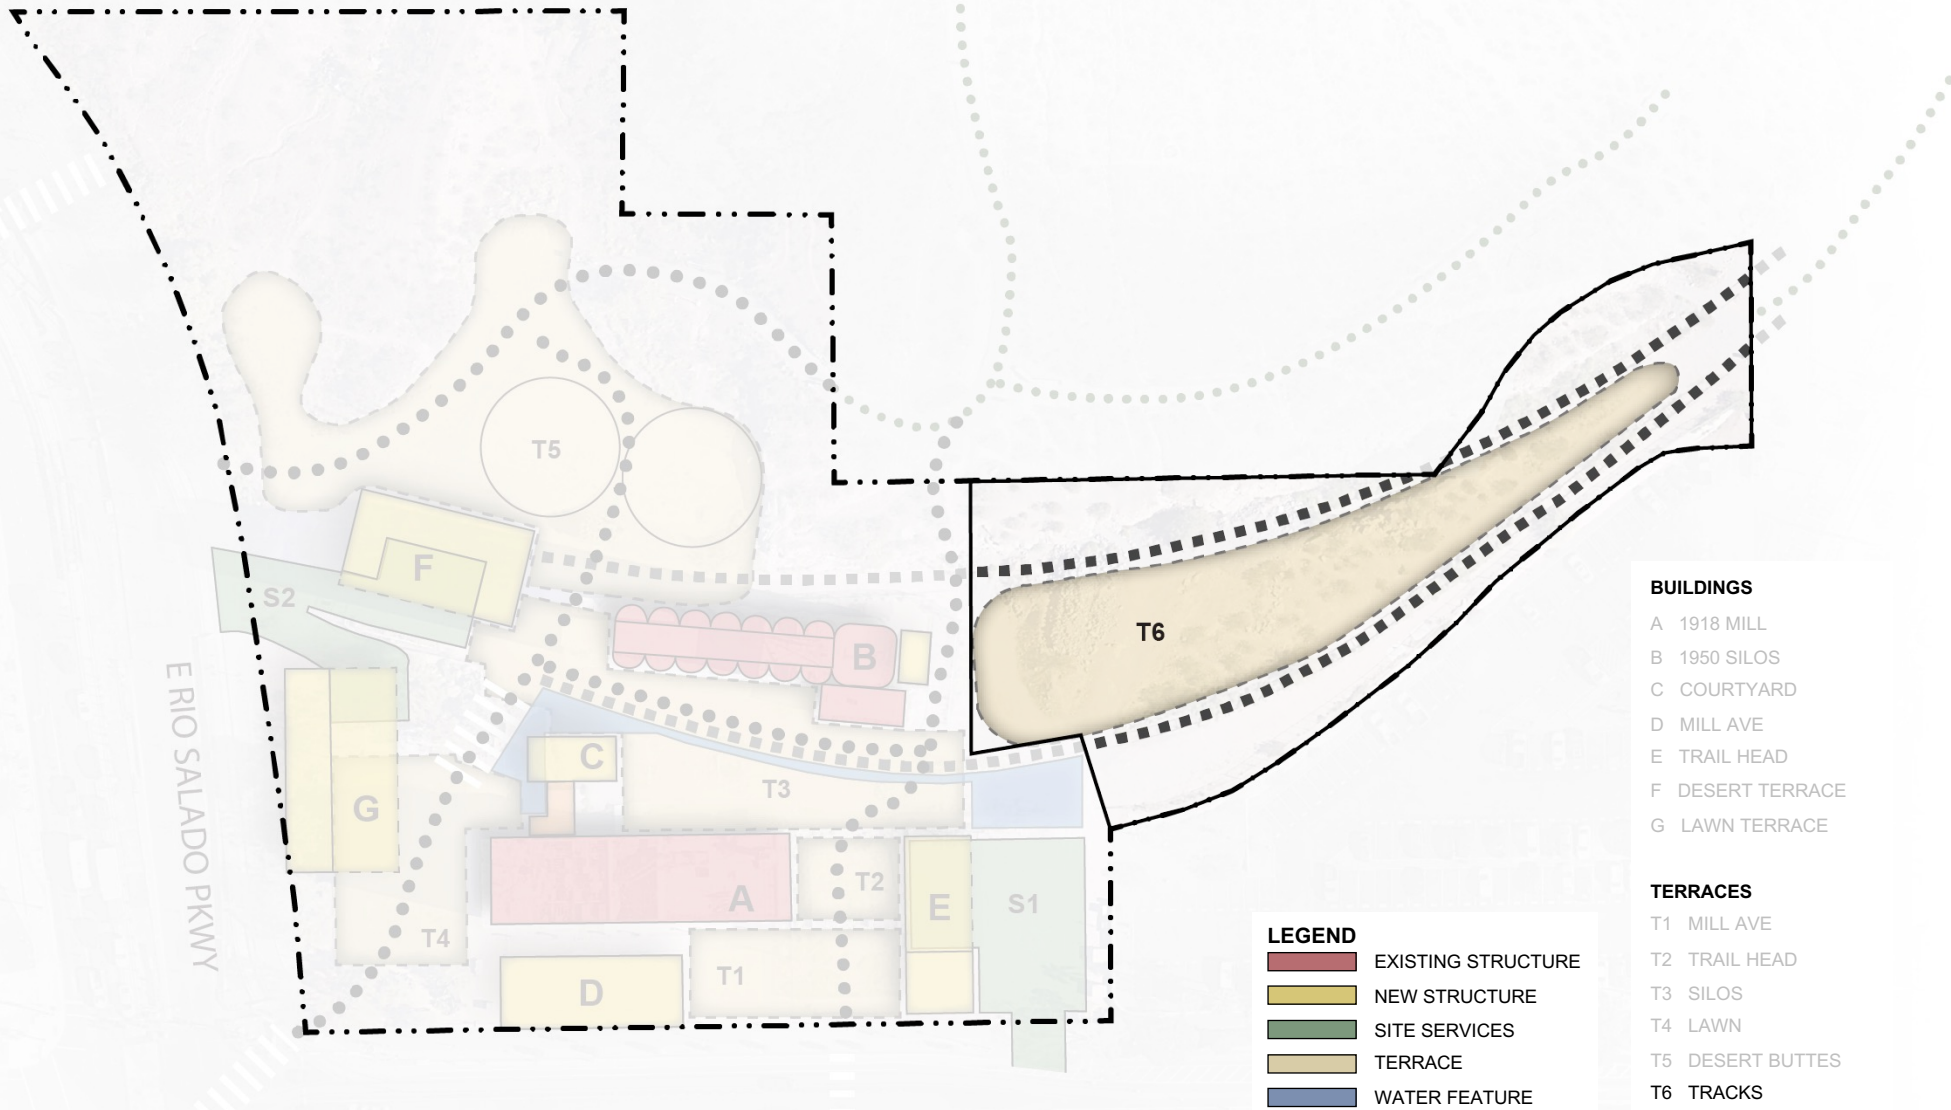 T5
F
S2
B
T6
E RIO SALADO PKWY
C
T3
G
A
T2
E
S1
T4
T1
D
BUILDINGS
A 1918 MILL
B 1950 SILOS
C COURTYARD
D MILL AVE
E TRAIL HEAD
F DESERT TERRACE
G LAWN TERRACE
TERRACES
T1 MILL AVE
T2 TRAIL HEAD
T3 SILOS
T4 LAWN
T5 DESERT BUTTES
T6 TRACKS
LEGEND
EXISTING STRUCTURE
NEW STRUCTURE
SITE SERVICES
TERRACE
WATER FEATURE